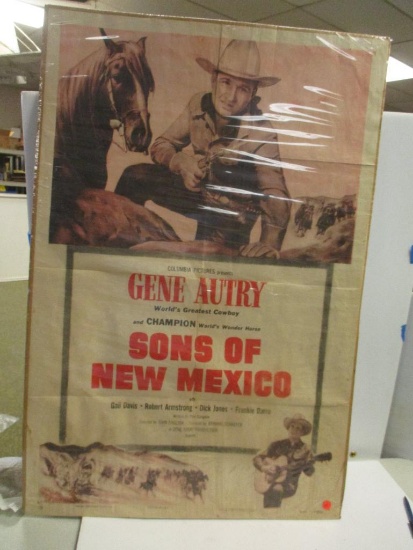 COLUMBIA PICTURES presents
GENE AUTRY
World's Greatest Cowboy
and CHAMPION World's Wonder Horse
SONS OF
NEW MEXICO
with
Gail Davis • Robert Armstrong • Dick Jones • Frankie Darro